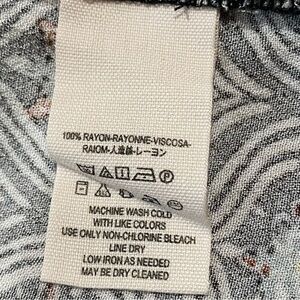 100% RAYON-RAYONNE-VISCOSA-
RAIOM-人造絲-レーヨン
MACHINE WASH COLD
WITH LIKE COLORS
USE ONLY NON-CHLORINE BLEACH
LINE DRY
LOW IRON AS NEEDED
MAY BE DRY CLEANED